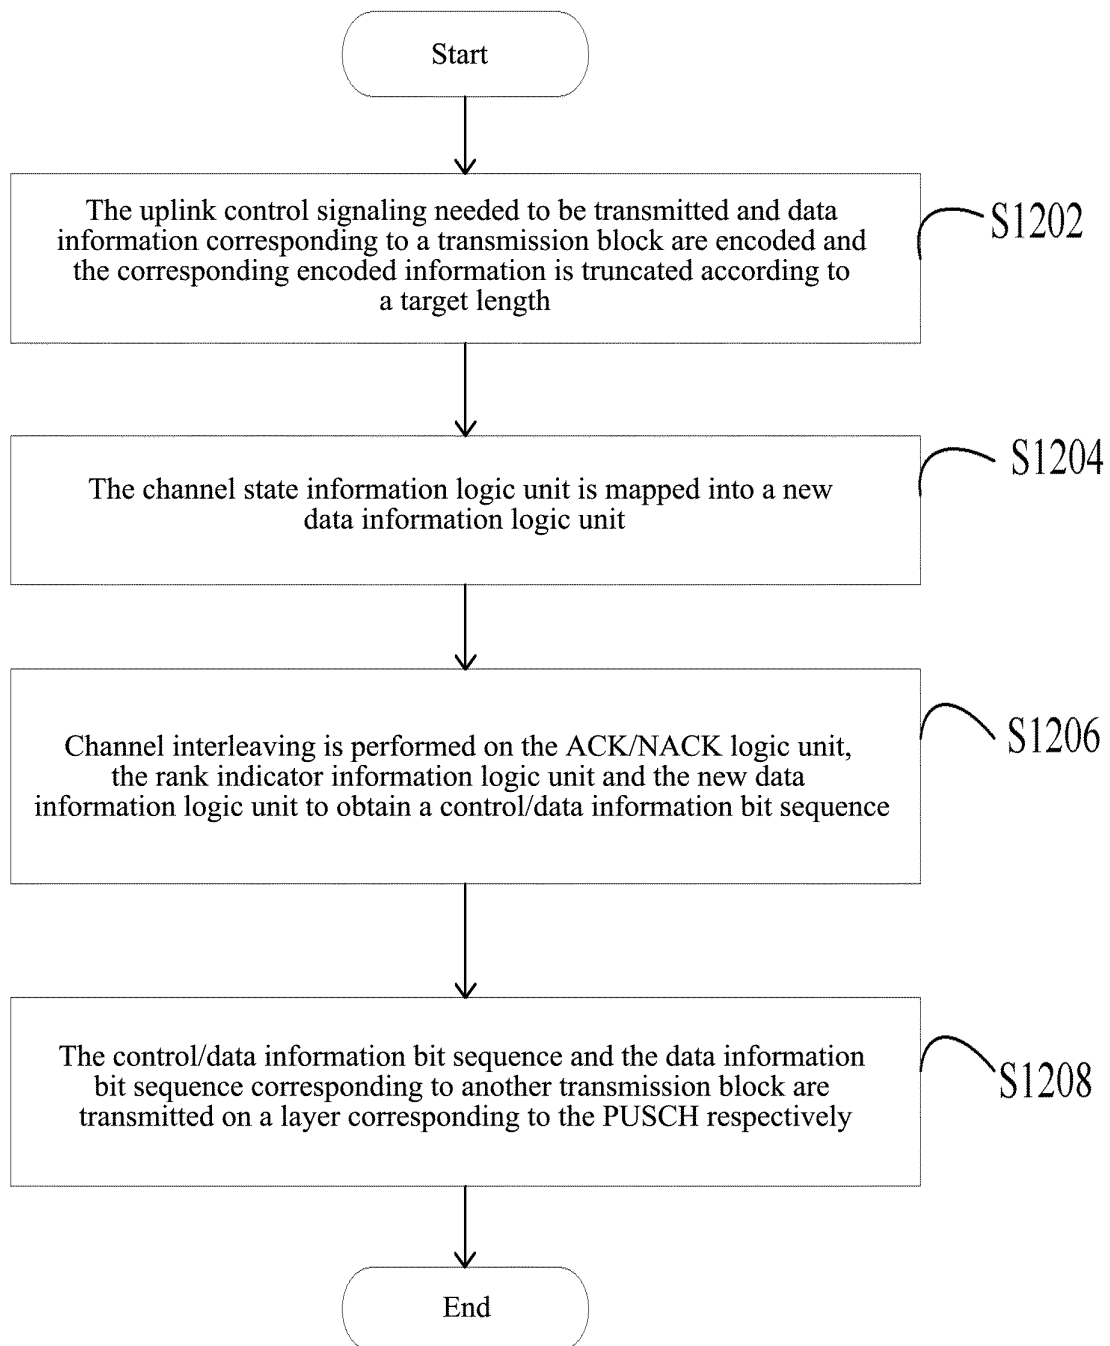 Start
The uplink control signaling needed to be transmitted and data
information corresponding to a transmission block are encoded and
the corresponding encoded information is truncated according to
a target length
S1202
The channel state information logic unit is mapped into a new
data information logic unit
S1204
Channel interleaving is performed on the ACK/NACK logic unit,
the rank indicator information logic unit and the new data
information logic unit to obtain a control/data information bit sequence
S1206
The control/data information bit sequence and the data information
bit sequence corresponding to another transmission block are
transmitted on a layer corresponding to the PUSCH respectively
S1208
End